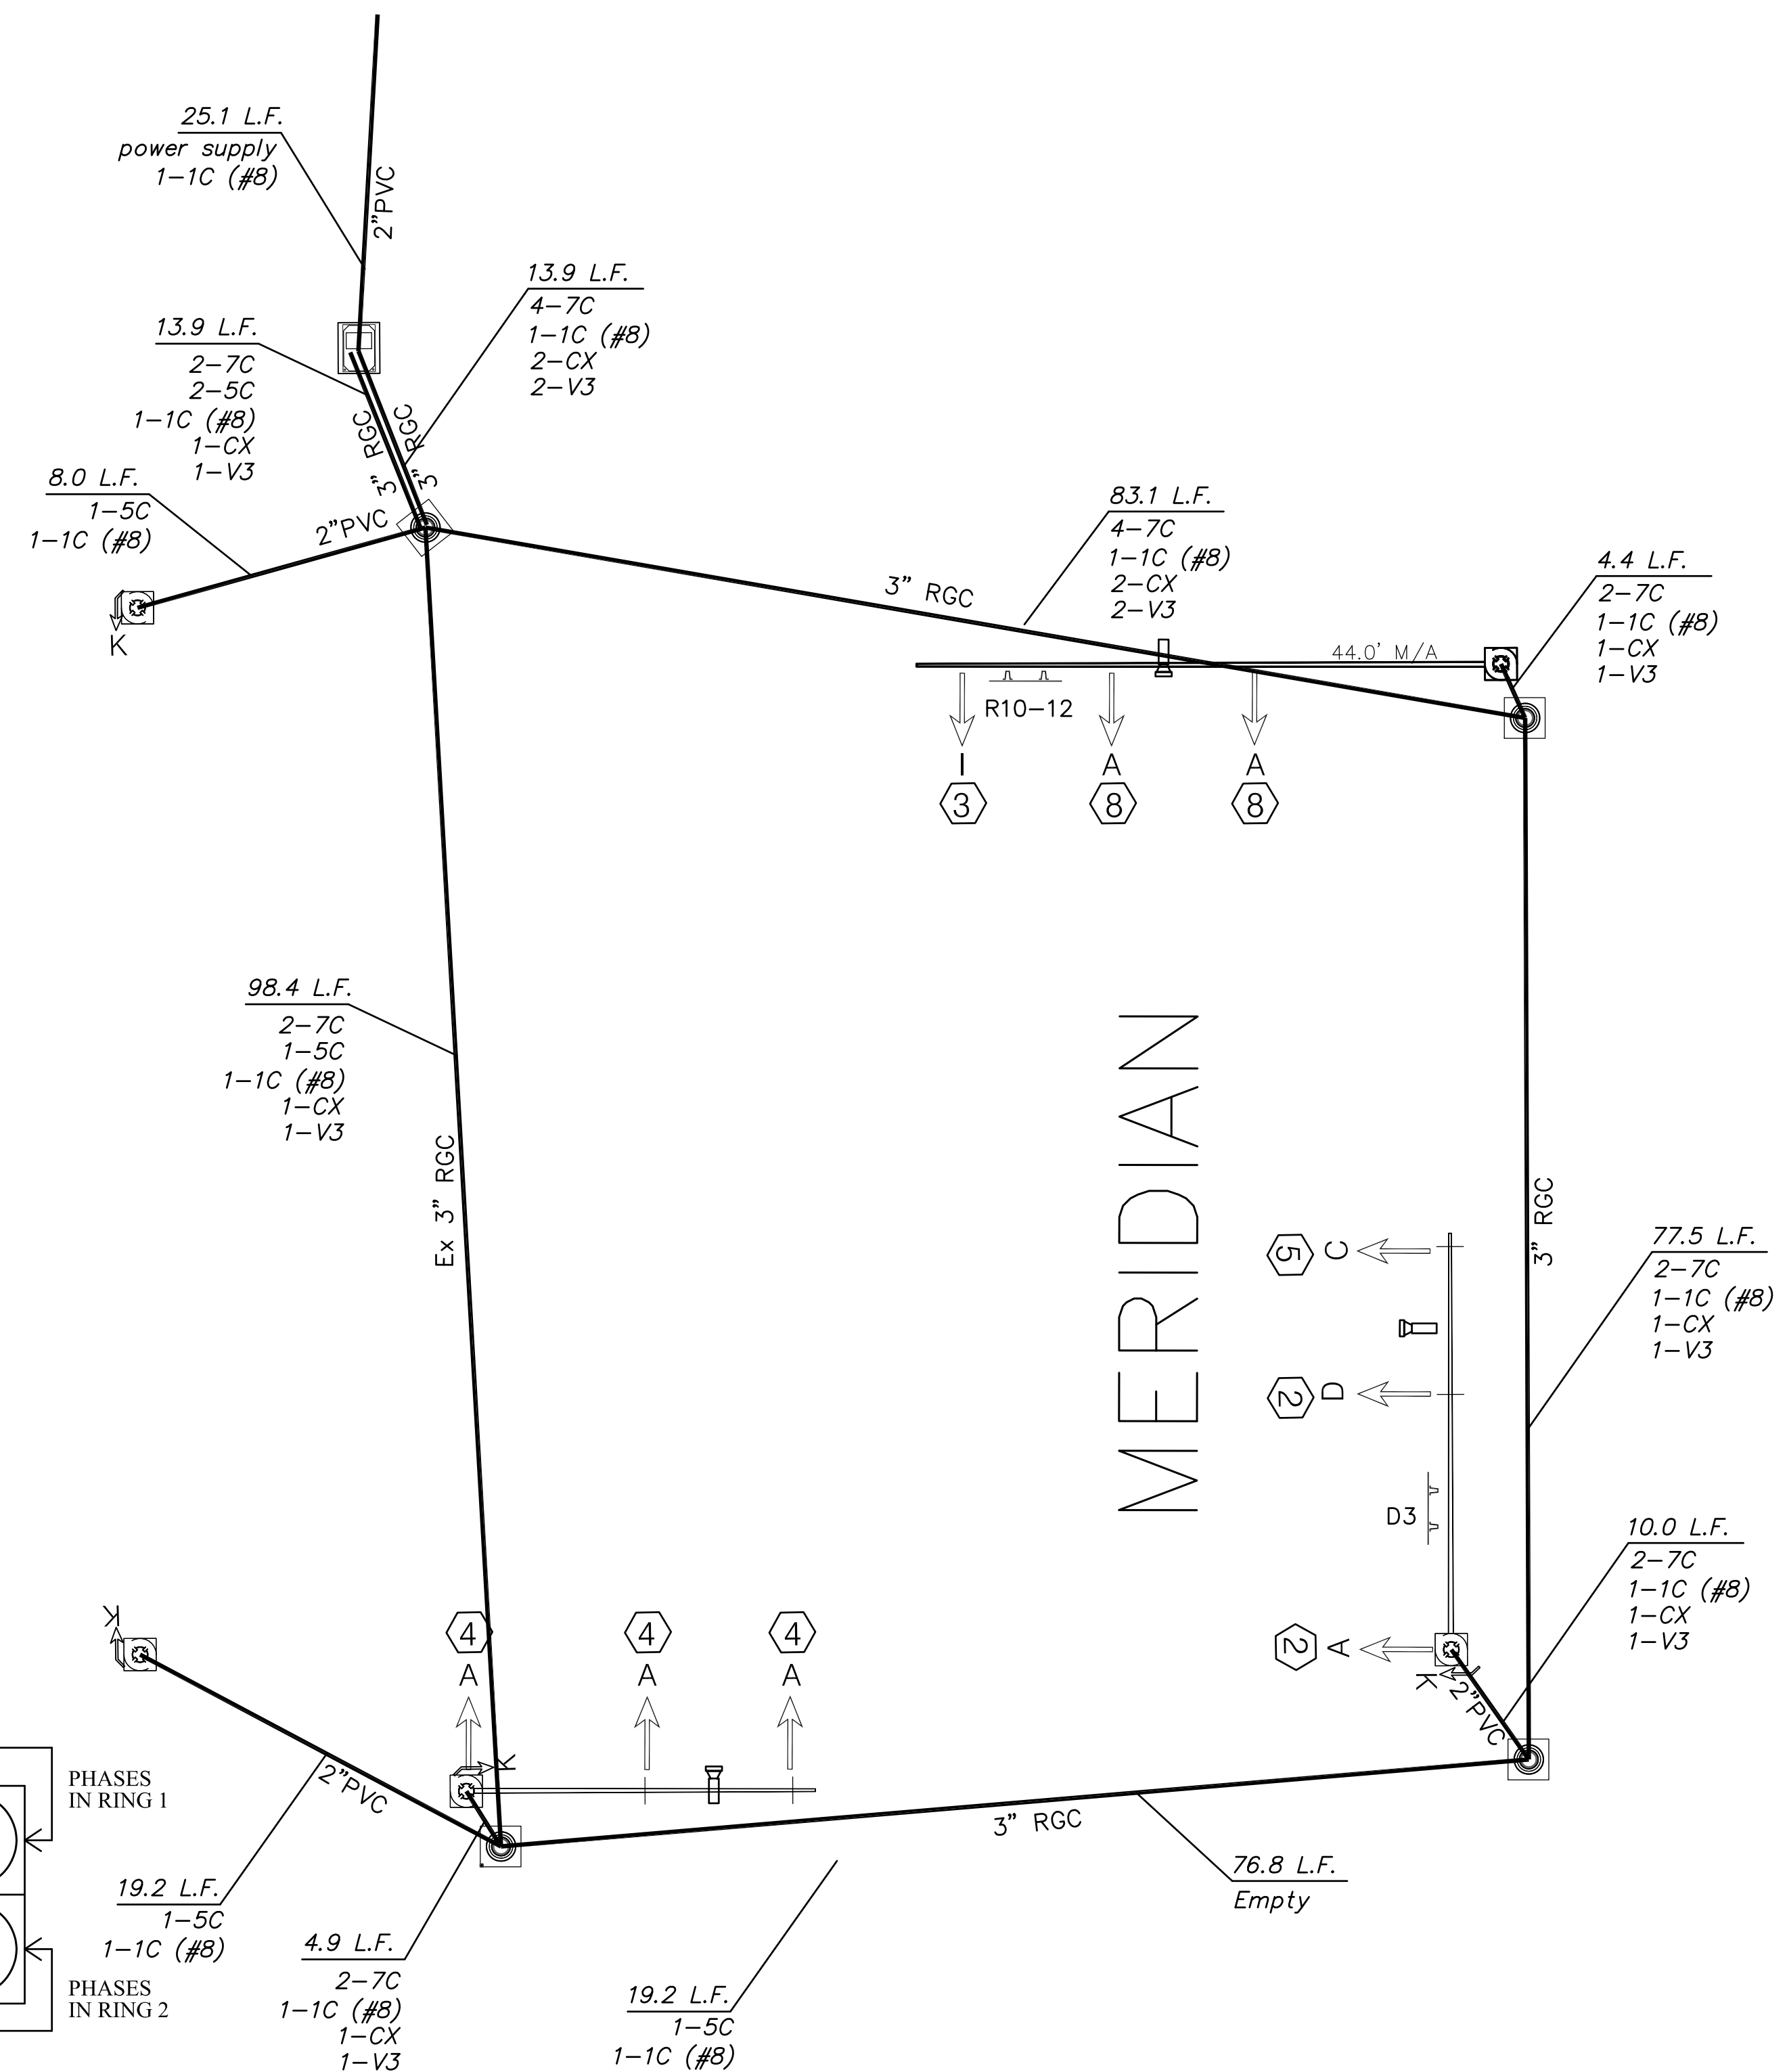 25.1 L.F.
power supply
1-1C (#8)
2"PVC
13.9 L.F.
4-7C
1-1C (#8)
2-CX
2-V3
13.9 L.F.
2-7C
2-5C
1-1C (#8)
1-CX
1-V3
3" RGC
3" RGC
8.0 L.F.
1-5C
1-1C (#8)
2"PVC
K
83.1 L.F.
4-7C
1-1C (#8)
2-CX
2-V3
3" RGC
4.4 L.F.
2-7C
1-1C (#8)
1-CX
1-V3
44.0' M/A
R10-12
I
A
A
3
8
8
98.4 L.F.
2-7C
1-5C
1-1C (#8)
1-CX
1-V3
Ex 3" RGC
MERIDIAN
3" RGC
77.5 L.F.
2-7C
1-1C (#8)
1-CX
1-V3
5 C
2 D
D3
2 A
K
2"PVC
10.0 L.F.
2-7C
1-1C (#8)
1-CX
1-V3
K
4
4
4
A
A
A
K
2"PVC
PHASES
IN RING 1
3" RGC
76.8 L.F.
Empty
19.2 L.F.
1-5C
1-1C (#8)
4.9 L.F.
2-7C
1-1C (#8)
1-CX
1-V3
19.2 L.F.
1-5C
1-1C (#8)
PHASES
IN RING 2